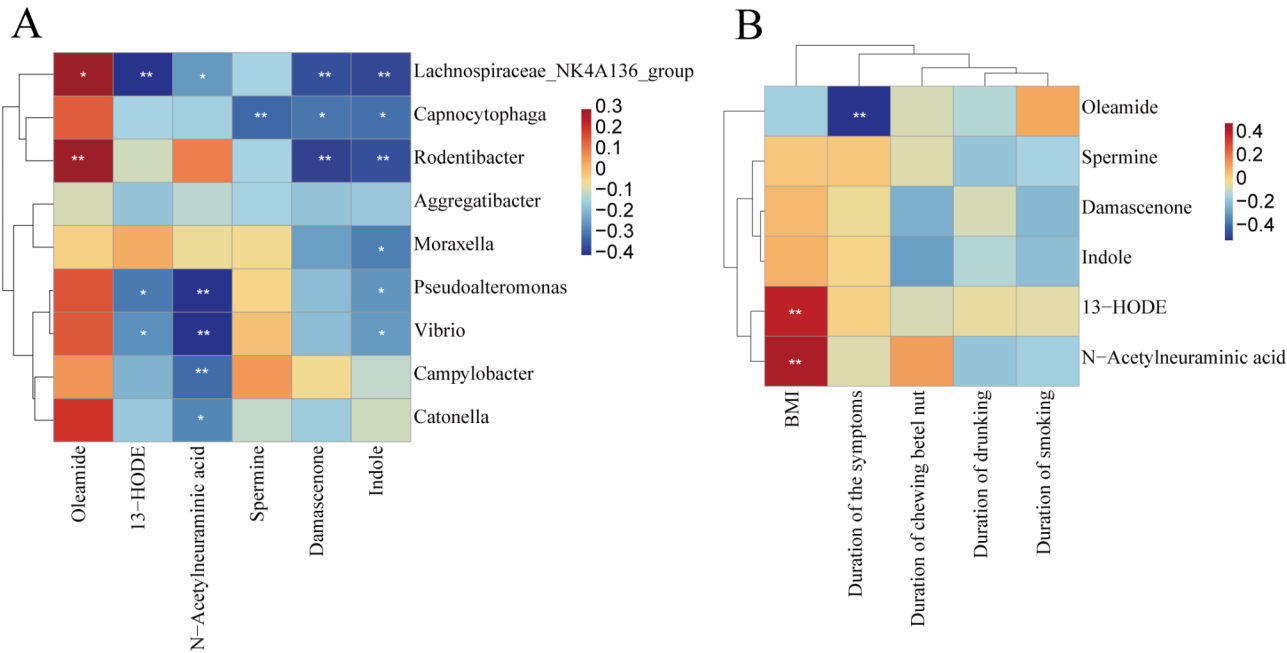 A
* ** * ** ** Lachnospiraceae_NK4A136_group
** * * Capnocytophaga
** ** ** Rodentibacter
Aggregatibacter
* Moraxella
* ** * Pseudoalteromonas
* ** * Vibrio
** Campylobacter
* Catonella
0.3
0.2
0.1
0
−0.1
−0.2
−0.3
−0.4
Oleamide
13−HODE
N−Acetylneuraminic acid
Spermine
Damascenone
Indole
B
** Oleamide
Spermine
Damascenone
Indole
** 13−HODE
** N−Acetylneuraminic acid
0.4
0.2
0
−0.2
−0.4
BMI
Duration of the symptoms
Duration of chewing betel nut
Duration of drunking
Duration of smoking